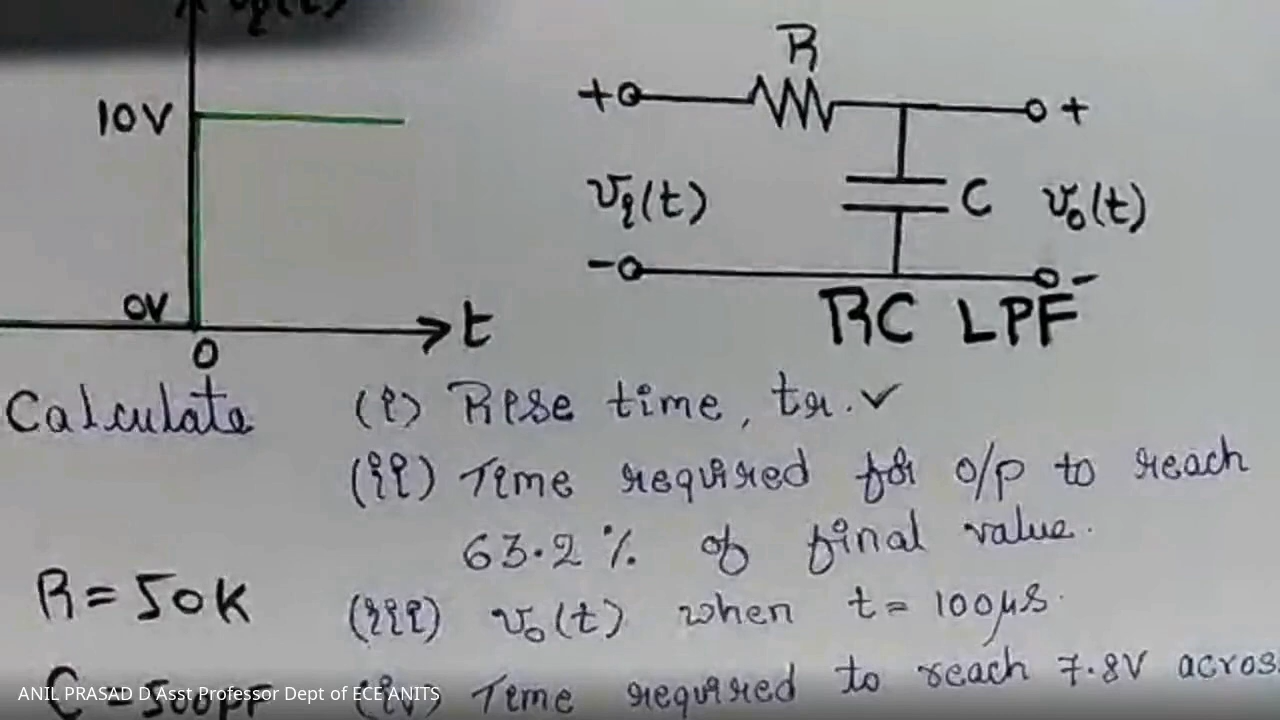 10V
0V
0
t
R
+
+
vi(t)
C
vo(t)
-
-
RC LPF
Calculate
(i) Rise time, tr. ✓
(ii) Time required for o/p to reach
63.2% of final value.
R = 50K
(iii) vo(t) when t = 100μs.
C = 500PF
(iv) Time required to reach 7.8V
ANIL PRASAD D Asst Professor Dept of ECE ANITS